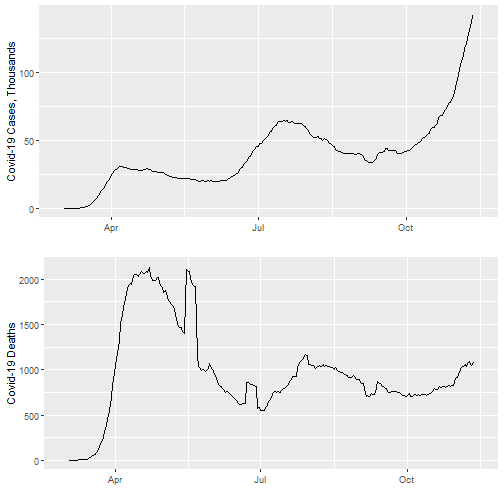 Covid-19 Cases, Thousands
100
50
0
Apr
Jul
Oct
Covid-19 Deaths
2000
1500
1000
500
0
Apr
Jul
Oct